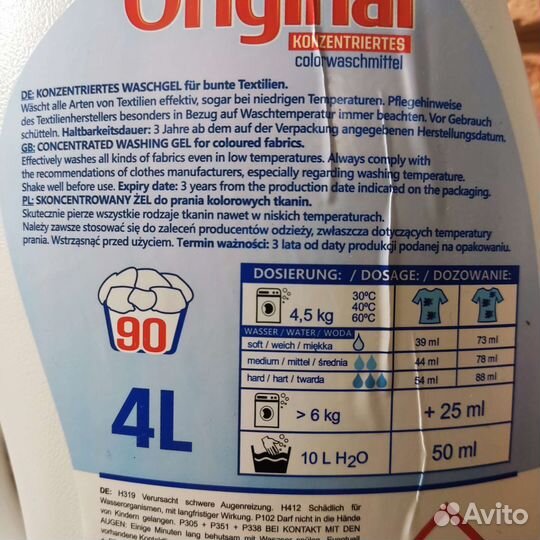 Original
KONZENTRIERTES
colorwaschmittel
DE: KONZENTRIERTES WASCHGEL für bunte Textilien.
Wäscht alle Arten von Textilien effektiv, sogar bei niedrigen Temperaturen. Pflegehinweise
des Textilienherstellers besonders in Bezug auf Waschtemperatur immer beachten. Vor Gebrauch
schütteln. Haltbarkeitsdauer: 3 Jahre ab dem auf der Verpackung angegebenen Herstellungsdatum.
GB: CONCENTRATED WASHING GEL for coloured fabrics.
Effectively washes all kinds of fabrics even in low temperatures. Always comply with
the recommendations of clothes manufacturers, especially regarding washing temperature.
Shake well before use. Expiry date: 3 years from the production date indicated on the packaging.
PL: SKONCENTROWANY ŻEL do prania kolorowych tkanin.
Skutecznie pierze wszystkie rodzaje tkanin nawet w niskich temperaturach.
Należy zawsze stosować się do zaleceń producentów odzieży, zwłaszcza dotyczących temperatury
prania. Wstrząsnąć przed użyciem. Termin ważności: 3 lata od daty produkcji podanej na opakowaniu.
90
4L
DOSIERUNG: / DOSAGE: / DOZOWANIE:
4,5 kg 30ºC
40ºC
60ºC
WASSER / WATER / WODA
soft / weich / miękka 39 ml 73 ml
medium / mittel / średnia 44 ml 78 ml
hard / hart / twarda 54 ml 88 ml
> 6 kg + 25 ml
10 L H2O 50 ml
DE: H319 Verursacht schwere Augenreizung. H412 Schädlich für
Wasserorganismen, mit langfristiger Wirkung. P102 Darf nicht in die Hände
von Kindern gelangen. P305 + P351 + P338 BEI KONTAKT MIT DEN
AUGEN: Einige Minuten lang behutsam mit Wasser spülen. Eventuell
vorhandene
Avito